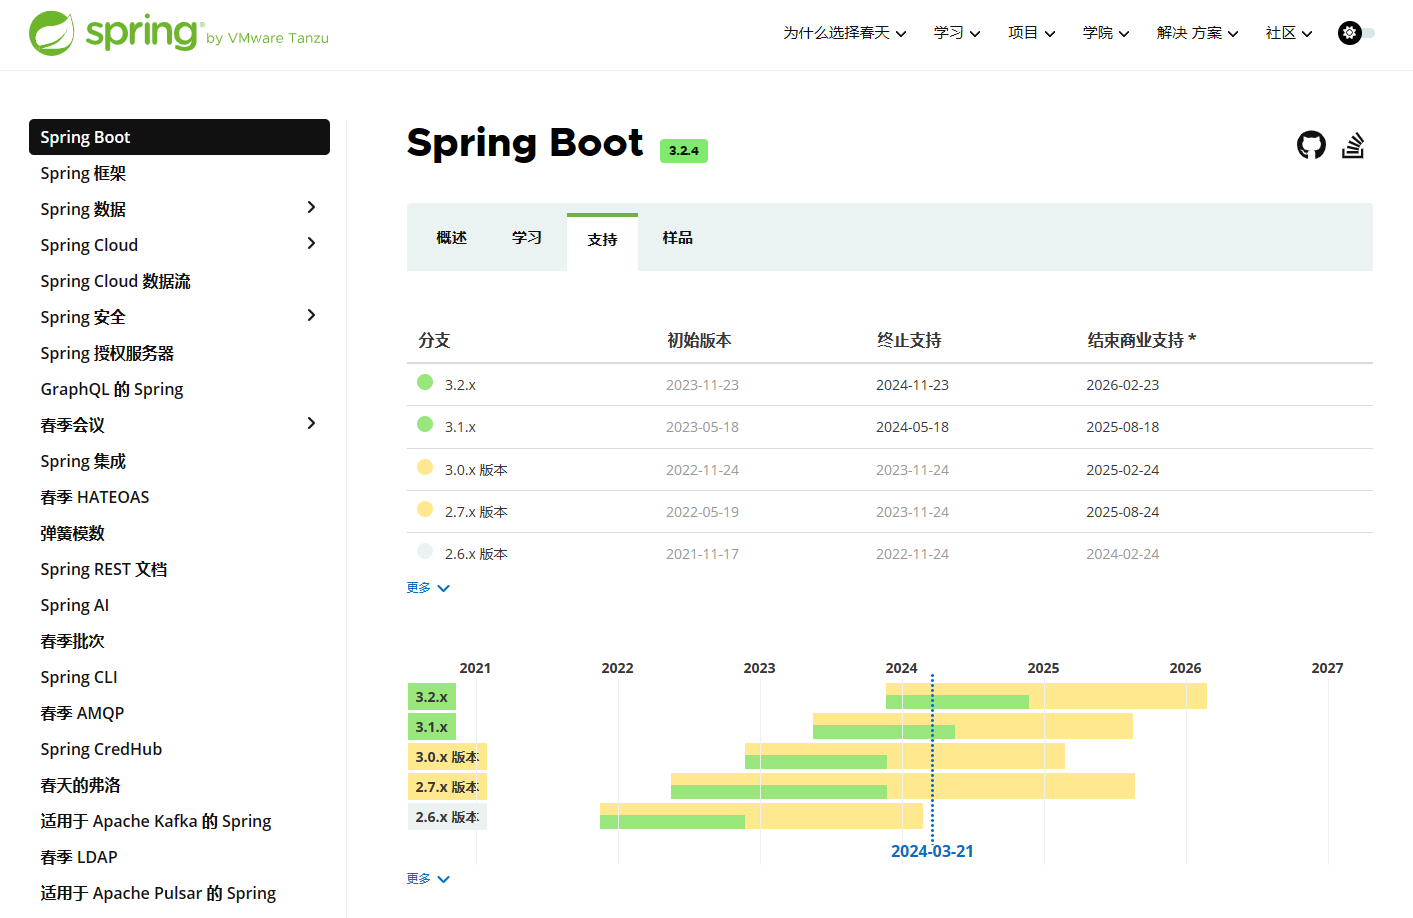 spring by VMware Tanzu
为什么选择春天 学习 项目 学院 解决 方案 社区
Spring Boot
Spring 框架
Spring 数据
Spring Cloud
Spring Cloud 数据流
Spring 安全
Spring 授权服务器
GraphQL 的 Spring
春季会议
Spring 集成
春季 HATEOAS
弹簧模数
Spring REST 文档
Spring AI
春季批次
Spring CLI
春季 AMQP
Spring CredHub
春天的弗洛
适用于 Apache Kafka 的 Spring
春季 LDAP
适用于 Apache Pulsar 的 Spring
Spring Boot 3.2.4
概述 学习 支持 样品
分支 初始版本 终止支持 结束商业支持 *
3.2.x 2023-11-23 2024-11-23 2026-02-23
3.1.x 2023-05-18 2024-05-18 2025-08-18
3.0.x 版本 2022-11-24 2023-11-24 2025-02-24
2.7.x 版本 2022-05-19 2023-11-24 2025-08-24
2.6.x 版本 2021-11-17 2022-11-24 2024-02-24
更多
2021 2022 2023 2024 2025 2026 2027
3.2.x
3.1.x
3.0.x 版本
2.7.x 版本
2.6.x 版本
2024-03-21
更多